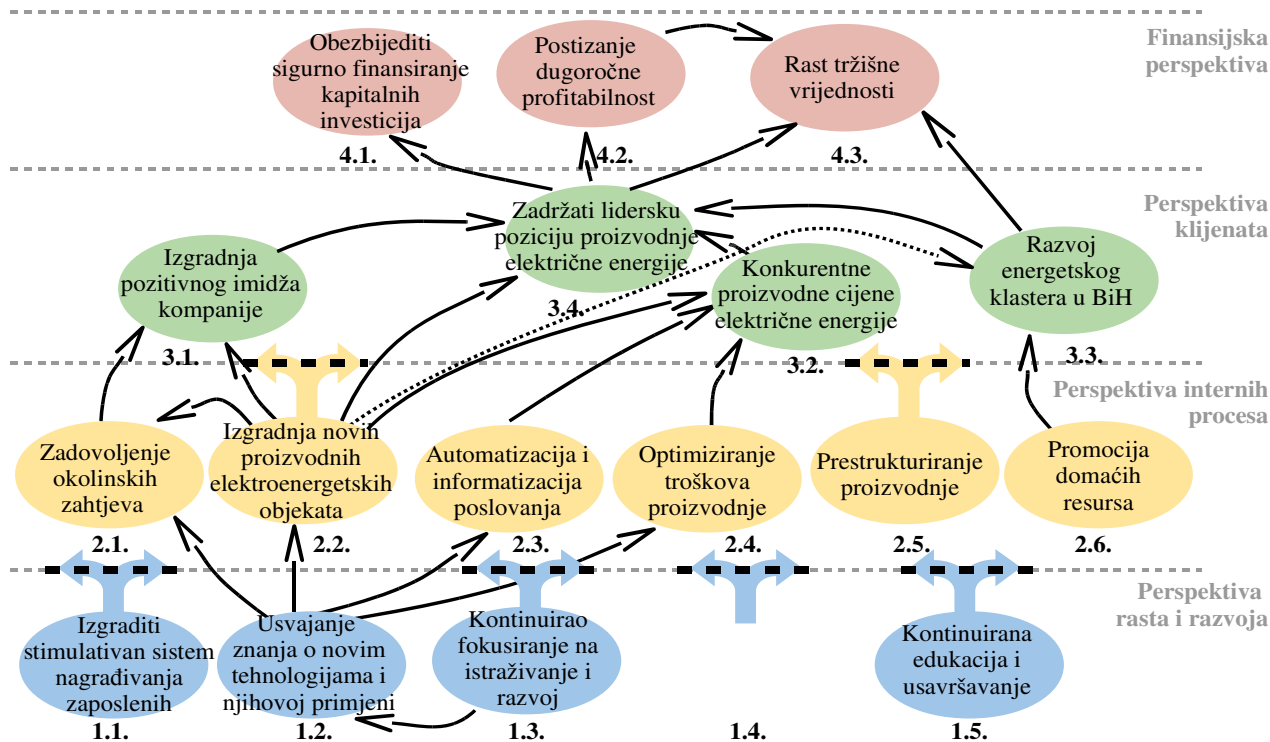 Finansijska
perspektiva
Obezbijediti
sigurno finansiranje
kapitalnih
investicija
4.1.
Postizanje
dugoročne
profitabilnost
4.2.
Rast tržišne
vrijednosti
4.3.
Perspektiva
klijenata
Izgradnja
pozitivnog imidža
kompanije
3.1.
Zadržati lidersku
poziciju proizvodnje
električne energije
3.4.
Konkurentne
proizvodne cijene
električne energije
3.2.
Razvoj
energetskog
klastera u BiH
3.3.
Perspektiva internih
procesa
Zadovoljenje
okolinskih
zahtjeva
2.1.
Izgradnja novih
proizvodnih
elektroenergetskih
objekata
2.2.
Automatizacija i
informatizacija
poslovanja
2.3.
Optimiziranje
troškova
proizvodnje
2.4.
Prestrukturiranje
proizvodnje
2.5.
Promocija
domaćih
resursa
2.6.
Perspektiva
rasta i razvoja
Izgraditi
stimulativan sistem
nagrađivanja
zaposlenih
1.1.
Usvajanje
znanja o novim
tehnologijama i
njihovoj primjeni
1.2.
Kontinuirao
fokusiranje na
istraživanje i
razvoj
1.3.
1.4.
Kontinuirana
edukacija i
usavršavanje
1.5.